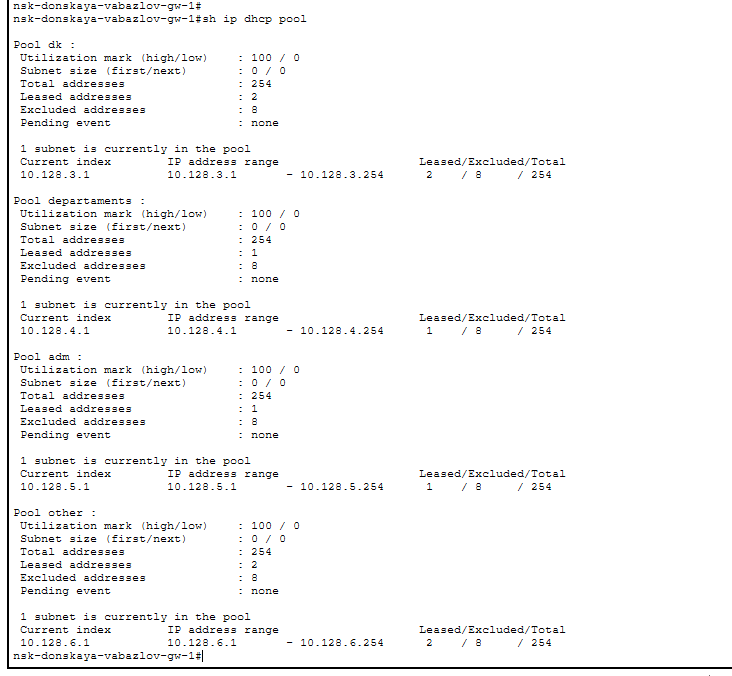 nsk-donskaya-vabazlov-gw-1#
nsk-donskaya-vabazlov-gw-1#sh ip dhcp pool
Pool dk :
Utilization mark (high/low) : 100 / 0
Subnet size (first/next) : 0 / 0
Total addresses : 254
Leased addresses : 2
Excluded addresses : 8
Pending event : none
1 subnet is currently in the pool
Current index IP address range Leased/Excluded/Total
10.128.3.1 10.128.3.1 - 10.128.3.254 2 / 8 / 254
Pool departaments :
Utilization mark (high/low) : 100 / 0
Subnet size (first/next) : 0 / 0
Total addresses : 254
Leased addresses : 1
Excluded addresses : 8
Pending event : none
1 subnet is currently in the pool
Current index IP address range Leased/Excluded/Total
10.128.4.1 10.128.4.1 - 10.128.4.254 1 / 8 / 254
Pool adm :
Utilization mark (high/low) : 100 / 0
Subnet size (first/next) : 0 / 0
Total addresses : 254
Leased addresses : 1
Excluded addresses : 8
Pending event : none
1 subnet is currently in the pool
Current index IP address range Leased/Excluded/Total
10.128.5.1 10.128.5.1 - 10.128.5.254 1 / 8 / 254
Pool other :
Utilization mark (high/low) : 100 / 0
Subnet size (first/next) : 0 / 0
Total addresses : 254
Leased addresses : 2
Excluded addresses : 8
Pending event : none
1 subnet is currently in the pool
Current index IP address range Leased/Excluded/Total
10.128.6.1 10.128.6.1 - 10.128.6.254 2 / 8 / 254
nsk-donskaya-vabazlov-gw-1#